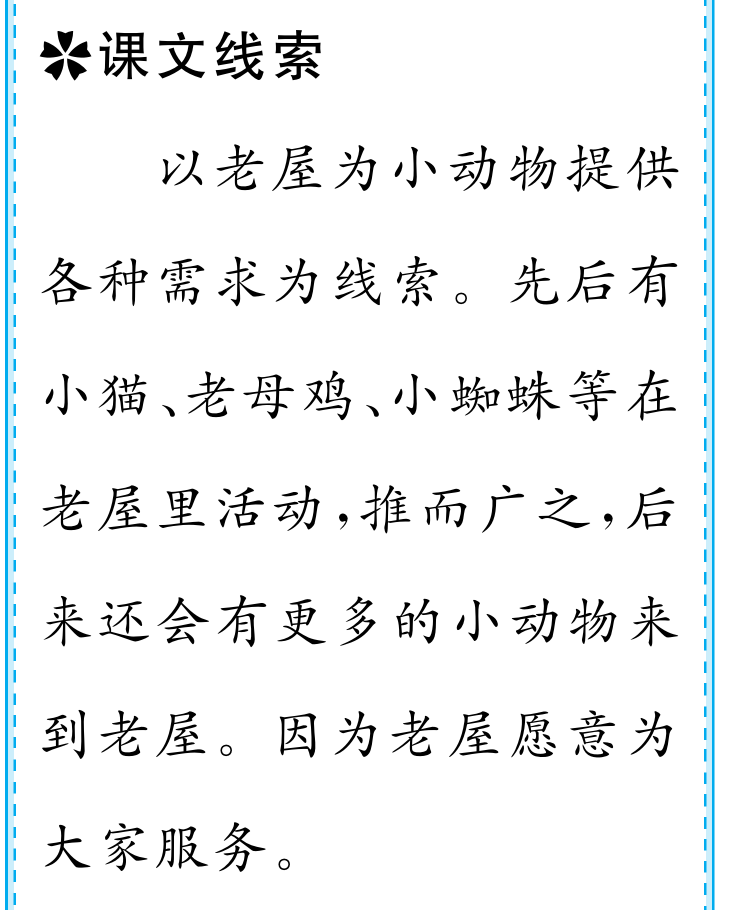 课文线索
以老屋为小动物提供
各种需求为线索。先后有
小猫、老母鸡、小蜘蛛等在
老屋里活动,推而广之,后
来还会有更多的小动物来
到老屋。因为老屋愿意为
大家服务。